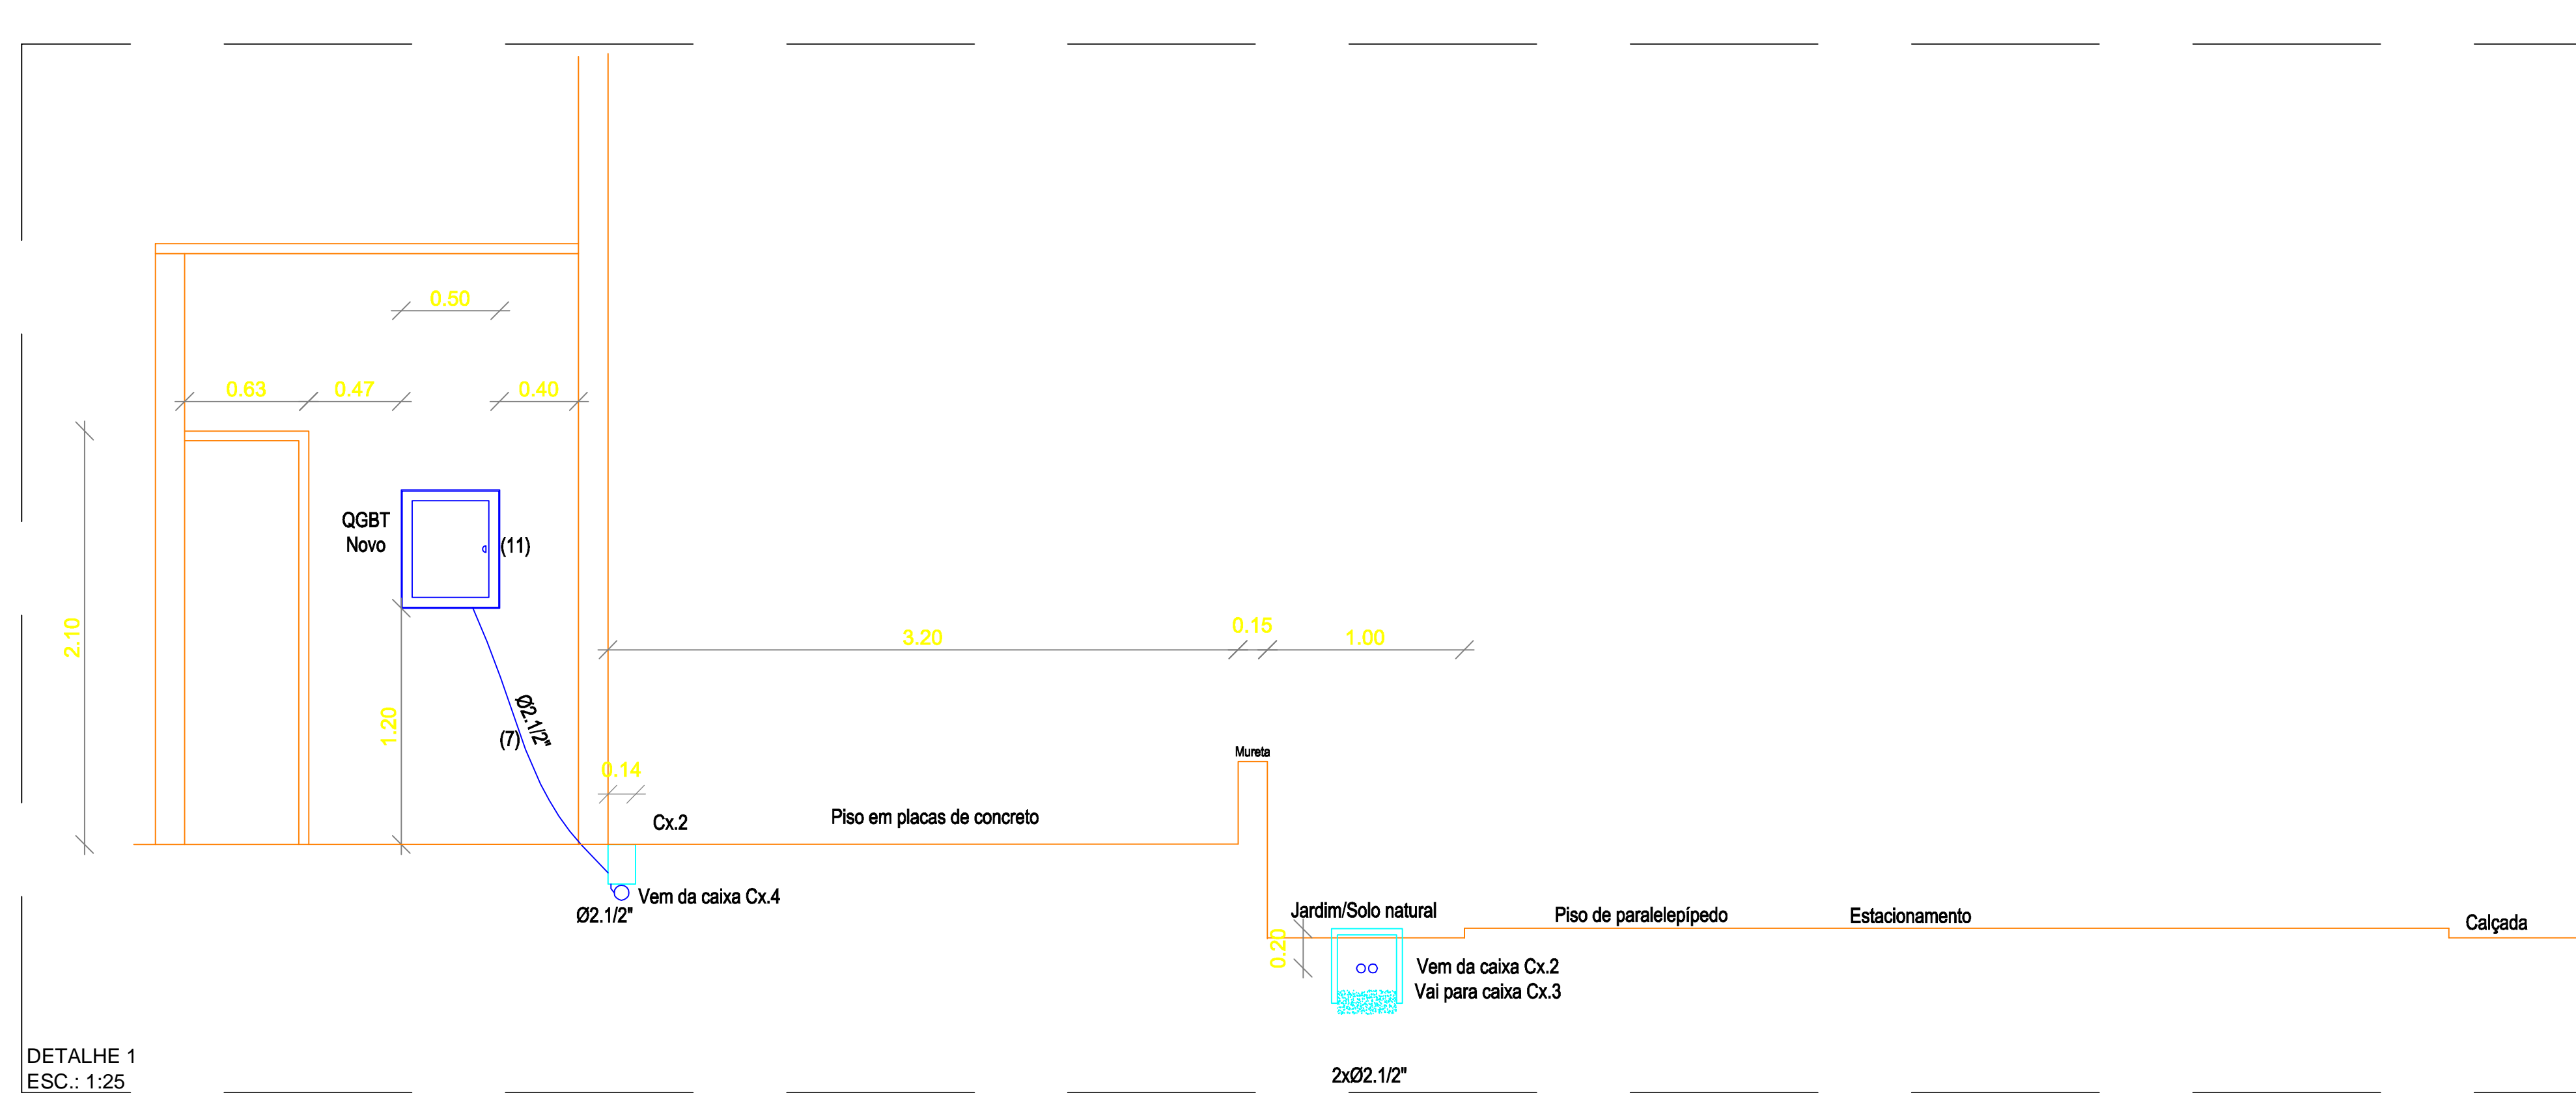 0.50
0.63
0.47
0.40
QGBT
Novo
(11)
2.10
1.20
Ø2.1/2"
(7)
0.14
3.20
0.15
1.00
Mureta
Cx.2
Piso em placas de concreto
Vem da caixa Cx.4
Ø2.1/2"
Jardim/Solo natural
0.20
Piso de paralelepípedo
Estacionamento
Calçada
Vem da caixa Cx.2
Vai para caixa Cx.3
2xØ2.1/2"
DETALHE 1
ESC.: 1:25